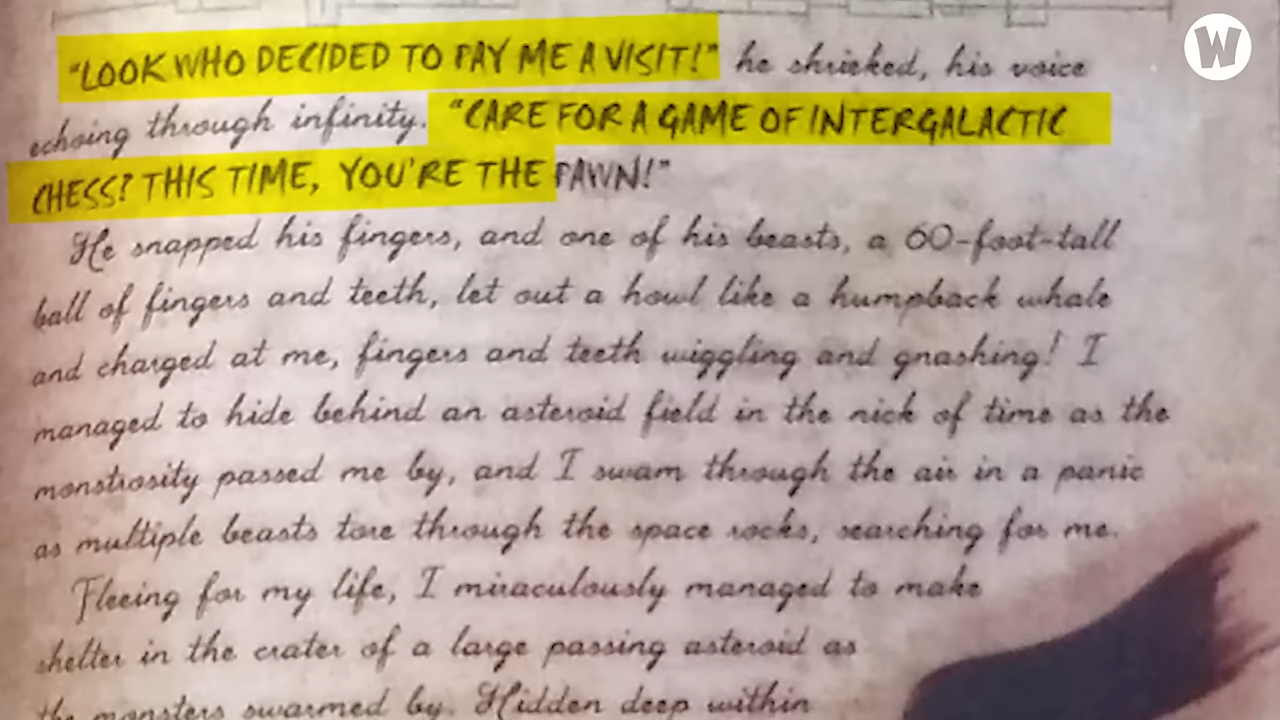 "LOOK WHO DECIDED TO PAY ME A VISIT!" he shrieked, his voice
echoing through infinity. "CARE FOR A GAME OF INTERGALACTIC
CHESS? THIS TIME, YOU'RE THE PAWN!"
He snapped his fingers, and one of his beasts, a 60-foot-tall
ball of fingers and teeth, let out a howl like a humpback whale
and charged at me, fingers and teeth wiggling and gnashing! I
managed to hide behind an asteroid field in the nick of time as the
monstrosity passed me by, and I swam through the air in a panic
as multiple beasts tore through the space rocks, searching for me.
Fleeing for my life, I miraculously managed to make
shelter in the crater of a large passing asteroid as
the monsters swarmed by. Hidden deep within
W